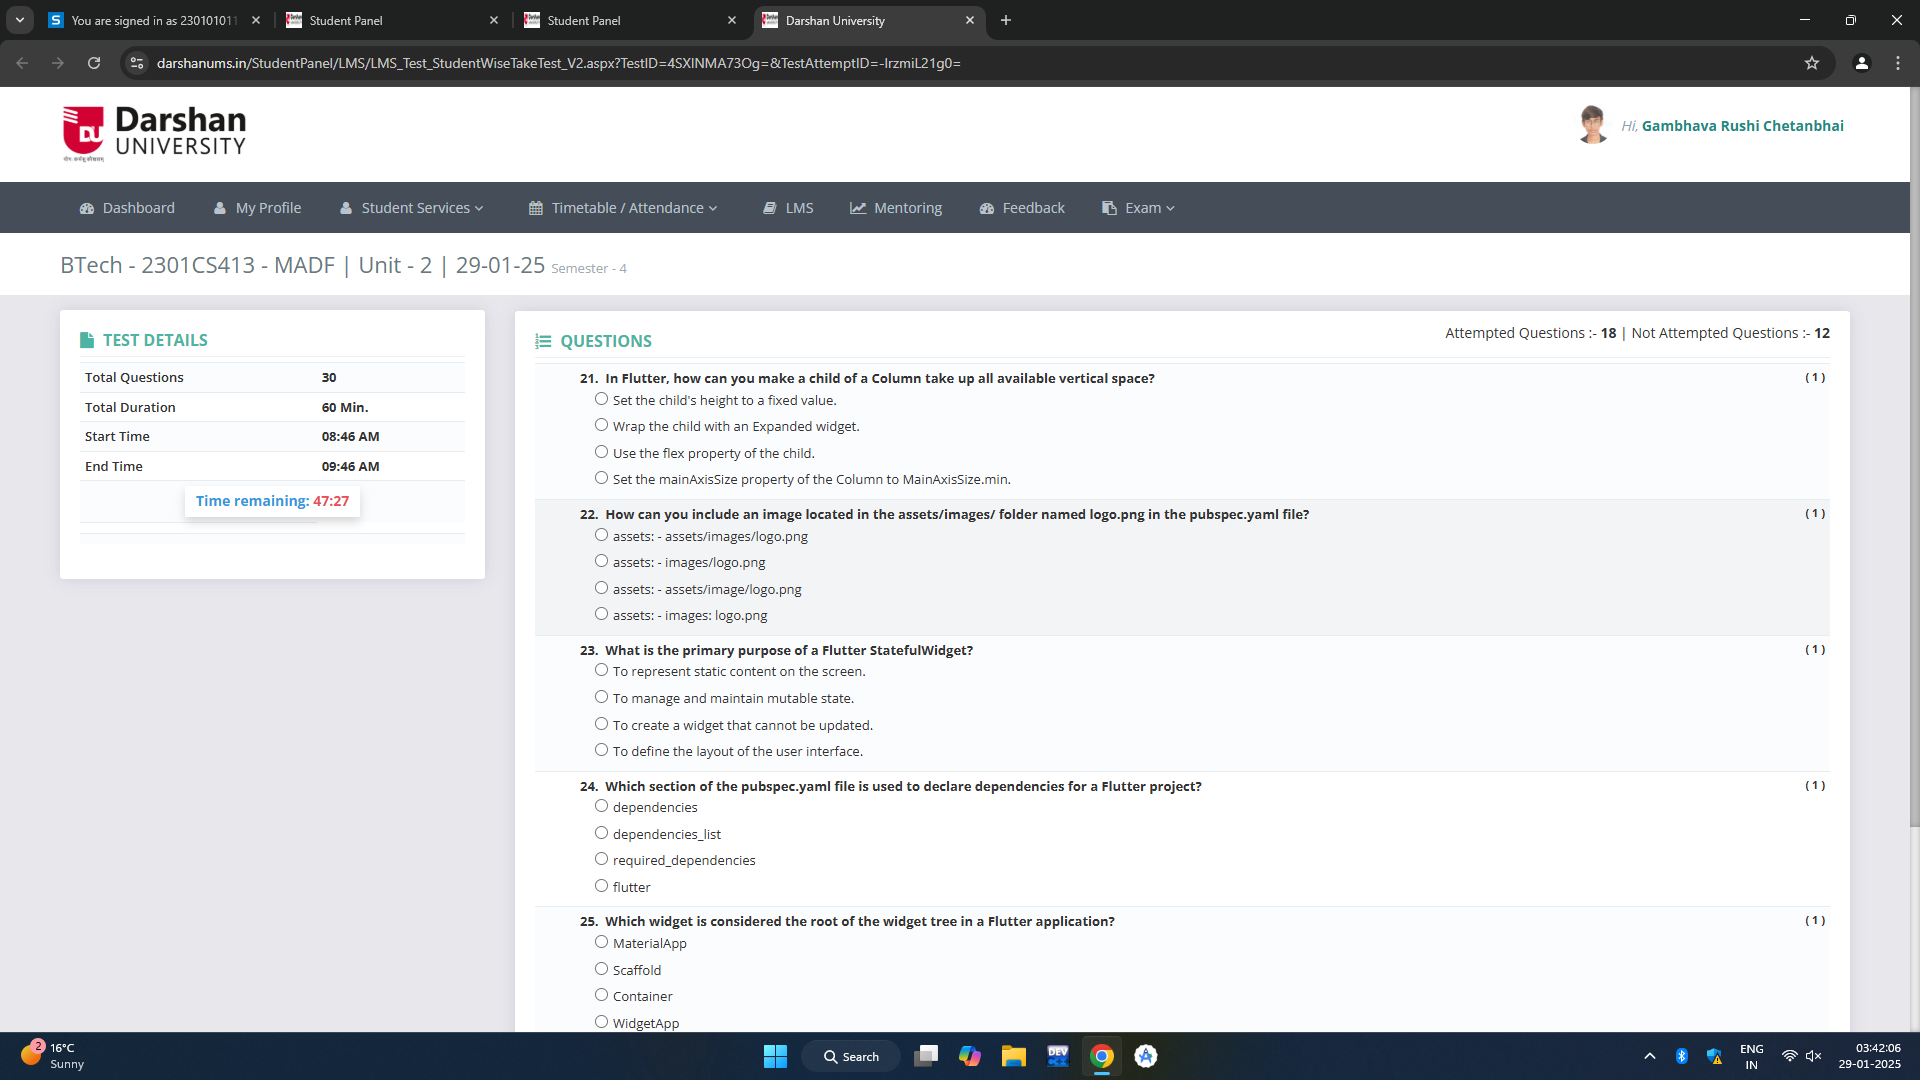 You are signed in as 230101011
Student Panel
Student Panel
Darshan University
darshanums.in/StudentPanel/LMS/LMS_Test_StudentWiseTakeTest_V2.aspx?TestID=4SXINMA73Og=&TestAttemptID=-IrzmiL21g0=
DU
Darshan
UNIVERSITY
Hi, Gambhava Rushi Chetanbhai
Dashboard My Profile Student Services Timetable / Attendance LMS Mentoring Feedback Exam
BTech - 2301CS413 - MADF | Unit - 2 | 29-01-25 Semester - 4
TEST DETAILS
Total Questions 30
Total Duration 60 Min.
Start Time 08:46 AM
End Time 09:46 AM
Time remaining: 47:27
QUESTIONS
Attempted Questions :- 18 | Not Attempted Questions :- 12
21. In Flutter, how can you make a child of a Column take up all available vertical space? ( 1 )
Set the child's height to a fixed value.
Wrap the child with an Expanded widget.
Use the flex property of the child.
Set the mainAxisSize property of the Column to MainAxisSize.min.
22. How can you include an image located in the assets/images/ folder named logo.png in the pubspec.yaml file? ( 1 )
assets: - assets/images/logo.png
assets: - images/logo.png
assets: - assets/image/logo.png
assets: - images: logo.png
23. What is the primary purpose of a Flutter StatefulWidget? ( 1 )
To represent static content on the screen.
To manage and maintain mutable state.
To create a widget that cannot be updated.
To define the layout of the user interface.
24. Which section of the pubspec.yaml file is used to declare dependencies for a Flutter project? ( 1 )
dependencies
dependencies_list
required_dependencies
flutter
25. Which widget is considered the root of the widget tree in a Flutter application? ( 1 )
MaterialApp
Scaffold
Container
WidgetApp
2
16°C
Sunny
Search
DEV
ENG
IN
03:42:06
29-01-2025